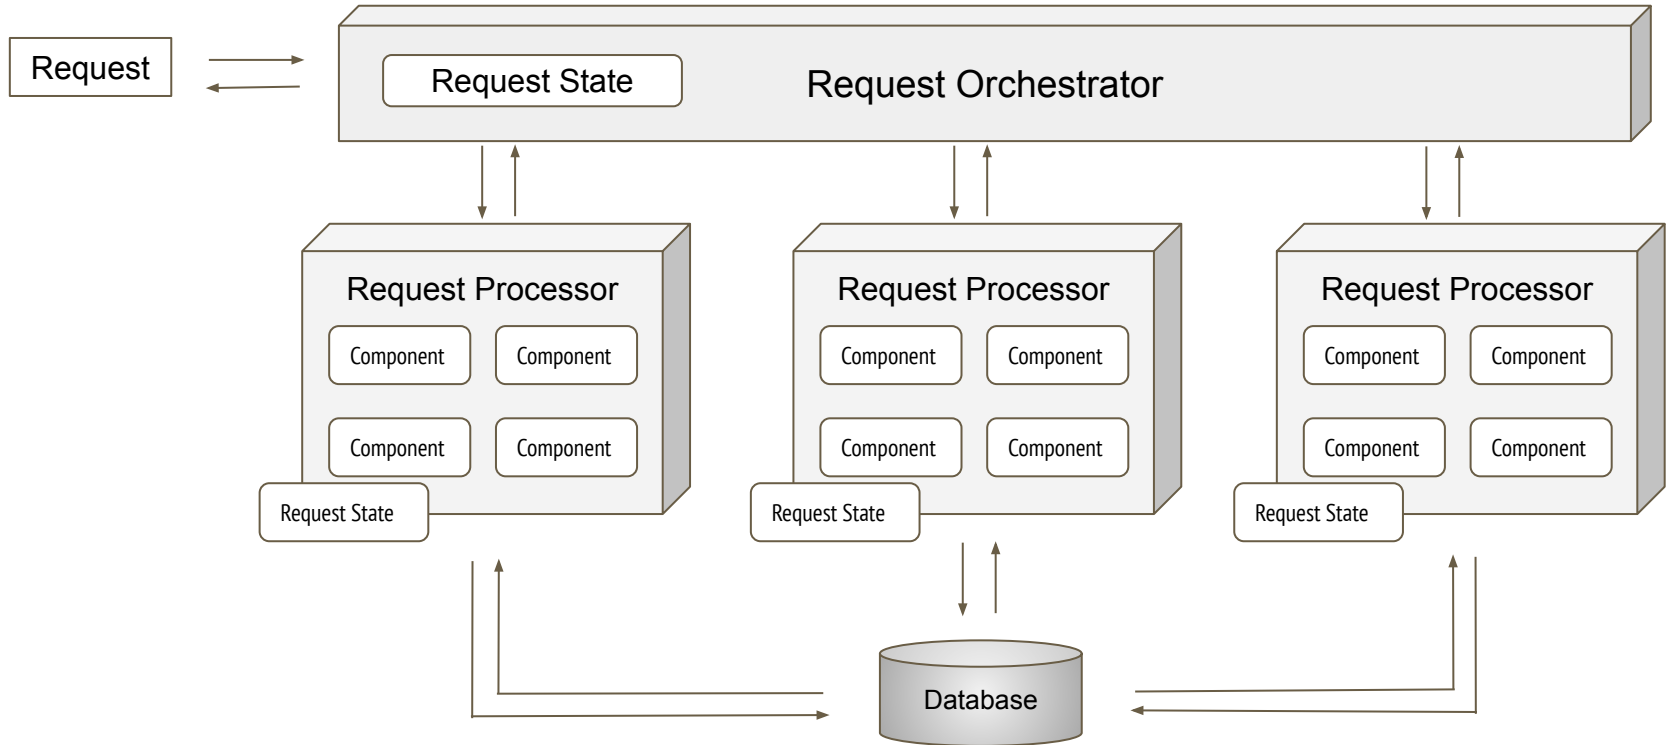 Request
Request State
Request Orchestrator
Request Processor
Component
Component
Component
Component
Request State
Request Processor
Component
Component
Component
Component
Request State
Request Processor
Component
Component
Component
Component
Request State
Database